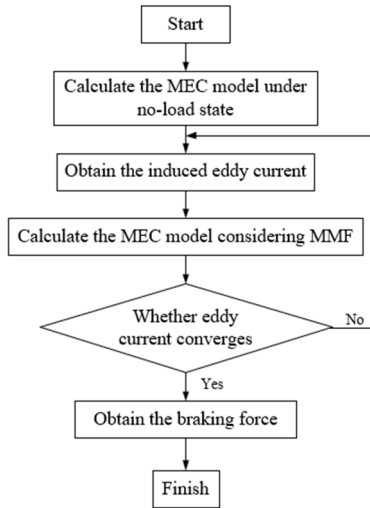 Start
Calculate the MEC model under
no-load state
Obtain the induced eddy current
Calculate the MEC model considering MMF
Whether eddy
current converges
No
Yes
Obtain the braking force
Finish